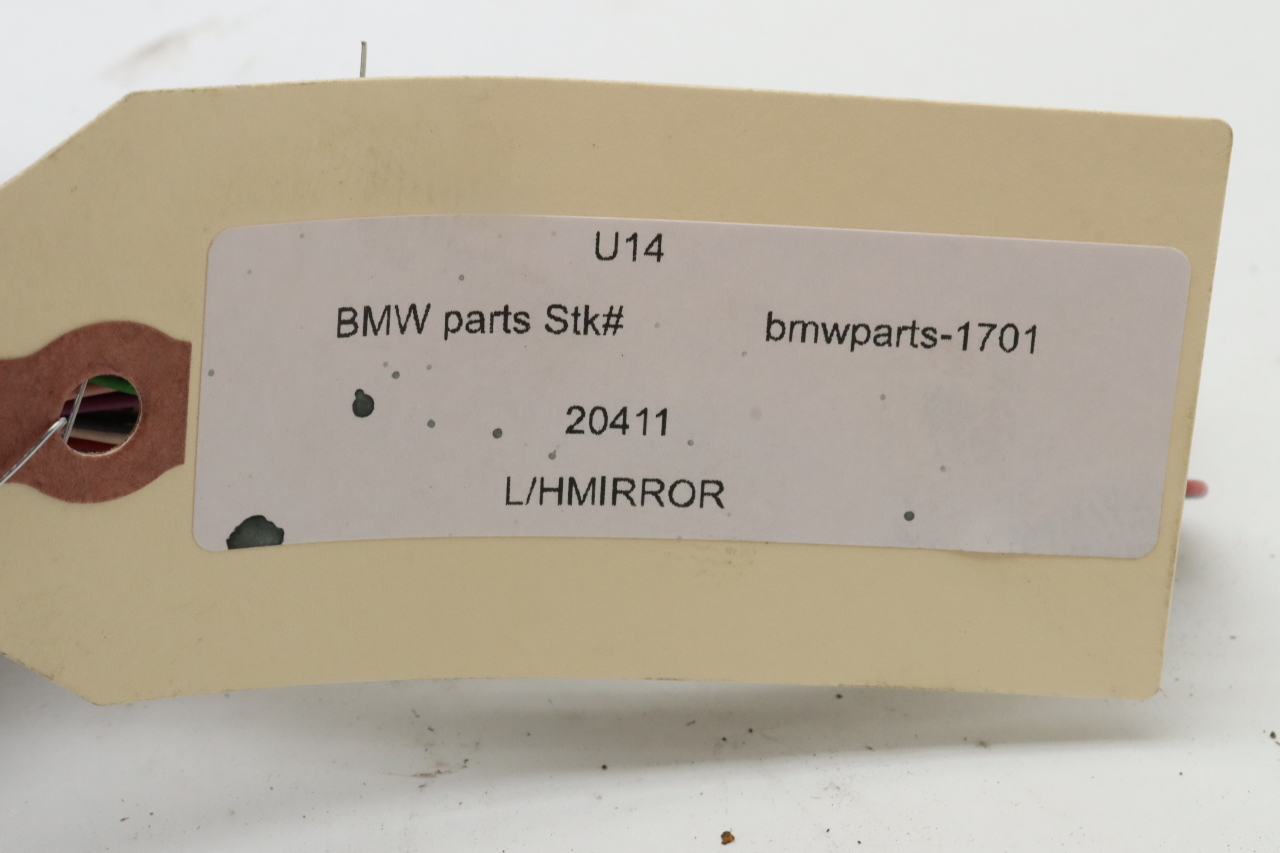 U14
BMW parts Stk# bmwparts-1701
20411
L/HMIRROR